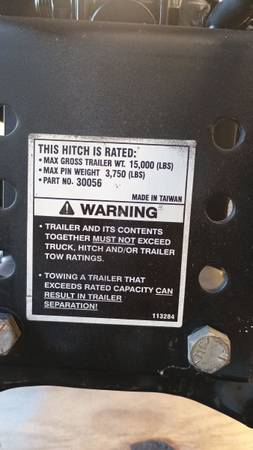 THIS HITCH IS RATED:
• MAX GROSS TRAILER WT. 15,000 (LBS)
• MAX PIN WEIGHT 3,750 (LBS)
• PART NO. 30056
MADE IN TAIWAN
WARNING
• TRAILER AND ITS CONTENTS
TOGETHER MUST NOT EXCEED
TRUCK, HITCH AND/OR TRAILER
TOW RATINGS.
• TOWING A TRAILER THAT
EXCEEDS RATED CAPACITY CAN
RESULT IN TRAILER
SEPARATION!
113284